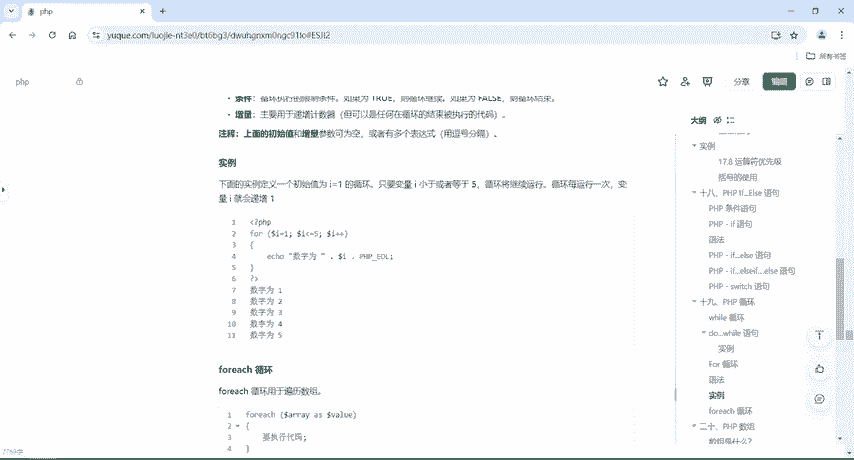 php
yuque.com/luojie-nt3e0/bt6bg3/dwuhgnxm0ngc91lo#ESJI2
所有书签
php
分享
编辑
• 条件：循环执行的限制条件。如果为 TRUE，则循环继续。如果为 FALSE，则循环结束。
• 增量：主要用于递增计数器（但可以是任何在循环的结束被执行的代码）。
注释：上面的初始值和增量参数可为空，或者有多个表达式（用逗号分隔）。
实例
下面的实例定义一个初始值为 i=1 的循环。只要变量 i 小于或者等于 5，循环将继续运行。循环每运行一次，变
量 i 就会递增 1
1 <?php
2 for ($i=1; $i<=5; $i++)
3 {
4 echo "数字为 " . $i . PHP_EOL;
5 }
6 ?>
7 数字为 1
8 数字为 2
9 数字为 3
10 数字为 4
11 数字为 5
foreach 循环
foreach 循环用于遍历数组。
1 foreach ($array as $value)
2 {
3 要执行代码;
4 }
大纲
实例
17.8 运算符优先级
括号的使用
十八、PHP If...Else 语句
PHP 条件语句
PHP - if 语句
语法
PHP - if...else 语句
PHP - if...elseif....else 语句
PHP - switch 语句
十九、PHP 循环
while 循环
do...while 语句
实例
For 循环
语法
实例
foreach 循环
二十、PHP 数组
数组是什么？